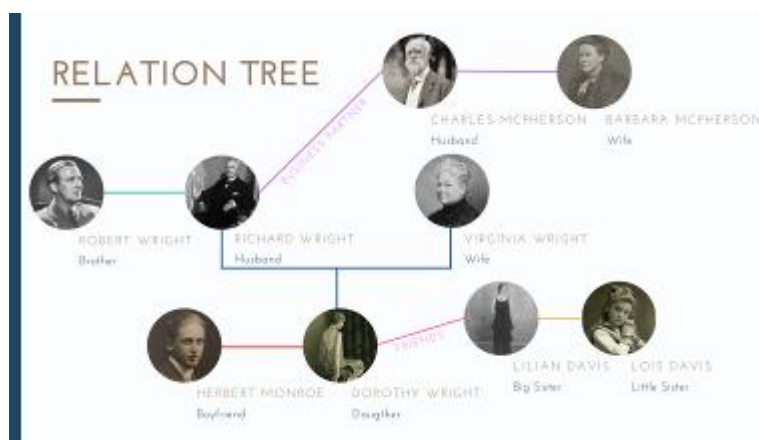 RELATION TREE
CHARLES MCPHERSON
Husband
BARBARA MCPHERSON
Wife
BUSINESS PARTNER
ROBERT WRIGHT
Brother
RICHARD WRIGHT
Husband
VIRGINIA WRIGHT
Wife
FRIENDS
HERBERT MONROE
Boyfriend
DOROTHY WRIGHT
Daugther
LILIAN DAVIS
Big Sister
LOIS DAVIS
Little Sister